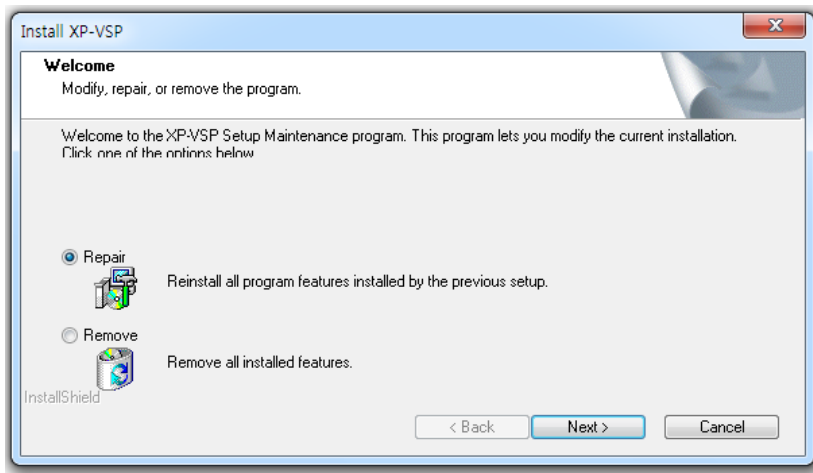 Install XP-VSP
Welcome
Modify, repair, or remove the program.
Welcome to the XP-VSP Setup Maintenance program. This program lets you modify the current installation.
Click one of the options below
Repair
Reinstall all program features installed by the previous setup.
Remove
Remove all installed features.
InstallShield
< Back
Next >
Cancel